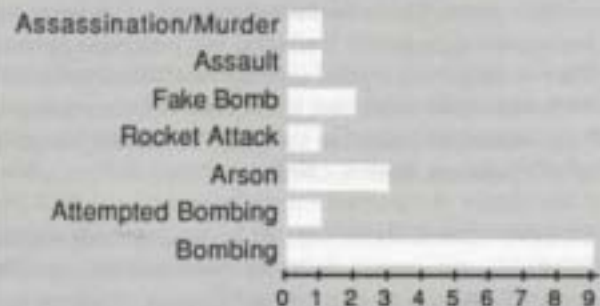 Assassination/Murder
Assault
Fake Bomb
Rocket Attack
Arson
Attempted Bombing
Bombing
0 1 2 3 4 5 6 7 8 9